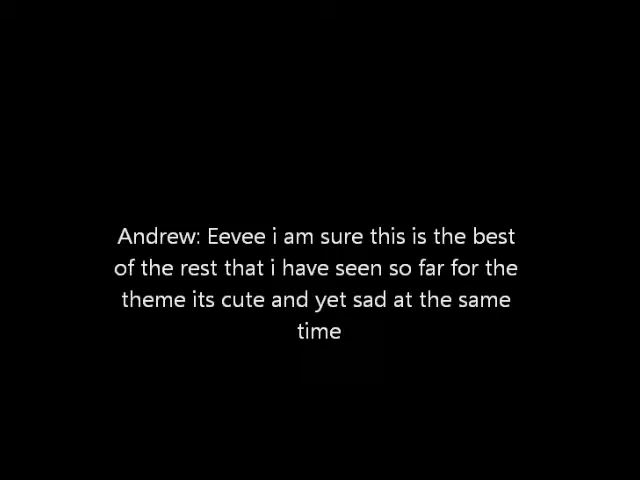 Andrew: Eevee i am sure this is the best
of the rest that i have seen so far for the
theme its cute and yet sad at the same
time